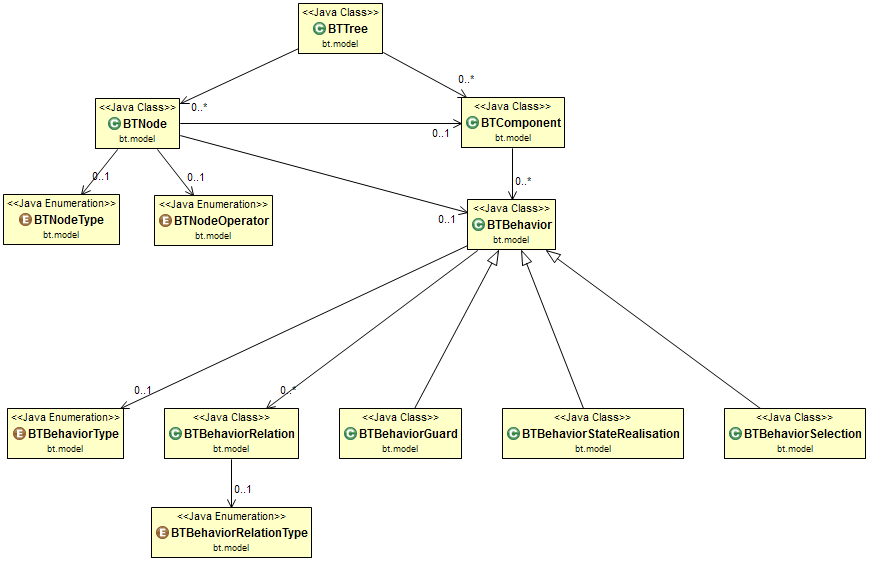 <<Java Class>>
C BTTree
bt.model
0..*
<<Java Class>>
C BTNode
bt.model
0..*
<<Java Class>>
C BTComponent
bt.model
0..1
0..1
0..1
0..*
<<Java Enumeration>>
E BTNodeType
bt.model
<<Java Enumeration>>
E BTNodeOperator
bt.model
<<Java Class>>
C BTBehavior
bt.model
0..1
0..1
0..*
<<Java Enumeration>>
E BTBehaviorType
bt.model
<<Java Class>>
C BTBehaviorRelation
bt.model
<<Java Class>>
C BTBehaviorGuard
bt.model
<<Java Class>>
C BTBehaviorStateRealisation
bt.model
<<Java Class>>
C BTBehaviorSelection
bt.model
0..1
<<Java Enumeration>>
E BTBehaviorRelationType
bt.model